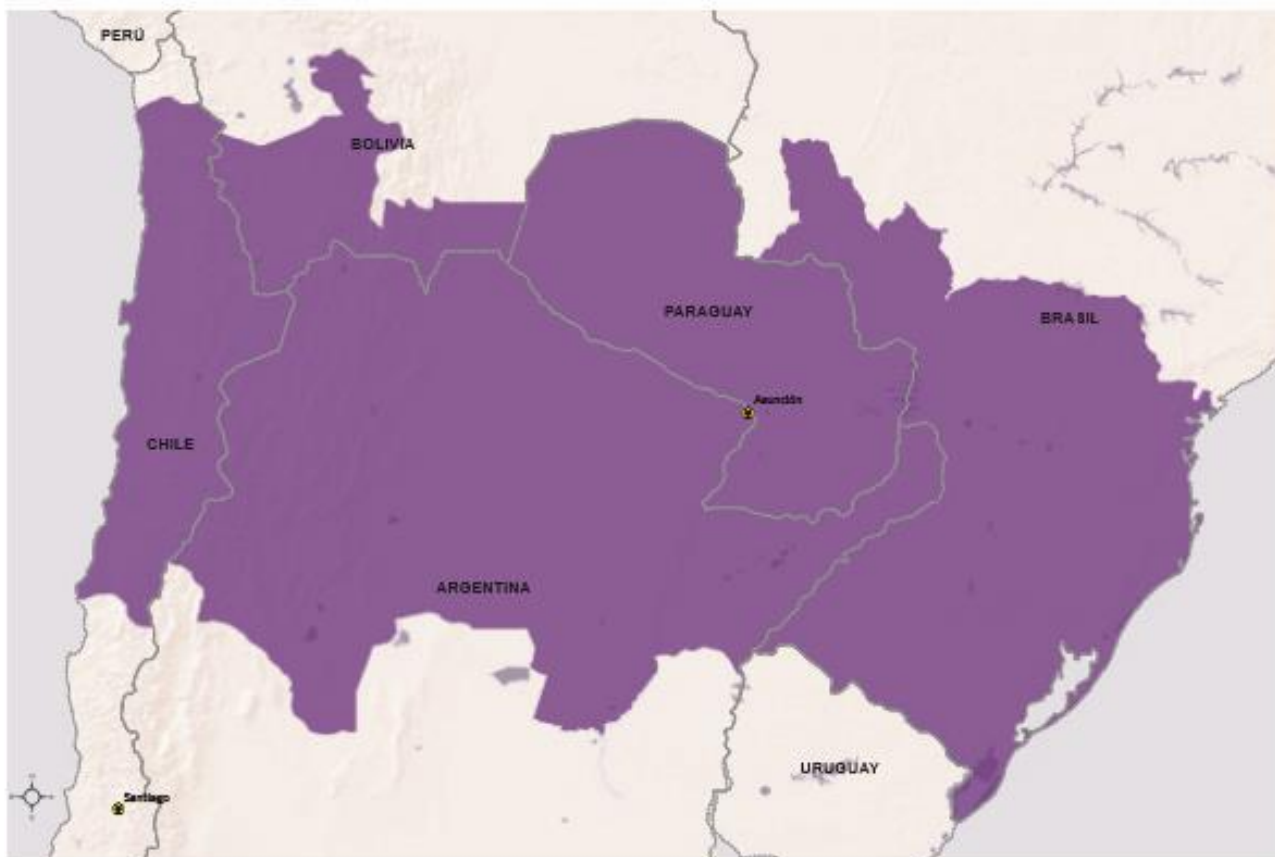 PERÚ
BOLIVIA
PARAGUAY
BRASIL
Asunción
CHILE
ARGENTINA
URUGUAY
Santiago